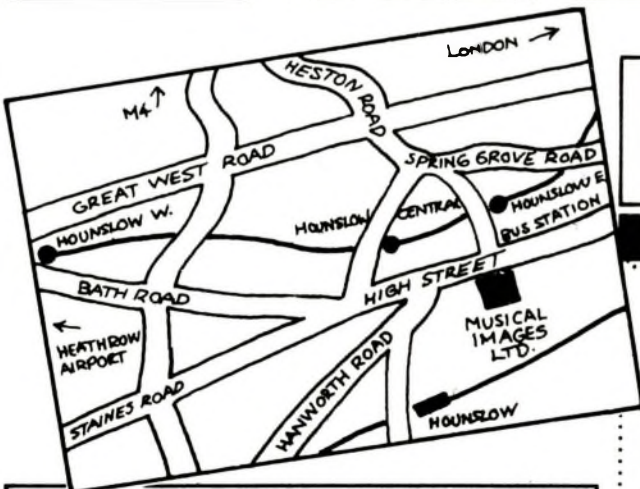 LONDON
HESTON ROAD
M4
GREAT WEST ROAD
SPRING GROVE ROAD
HOUNSLOW W.
HOUNSLOW CENTRAL
HOUNSLOW E.
BUS STATION
BATH ROAD
HIGH STREET
HEATHROW
AIRPORT
MUSICAL
IMAGES
LTD.
HANWORTH ROAD
STAINES ROAD
HOUNSLOW